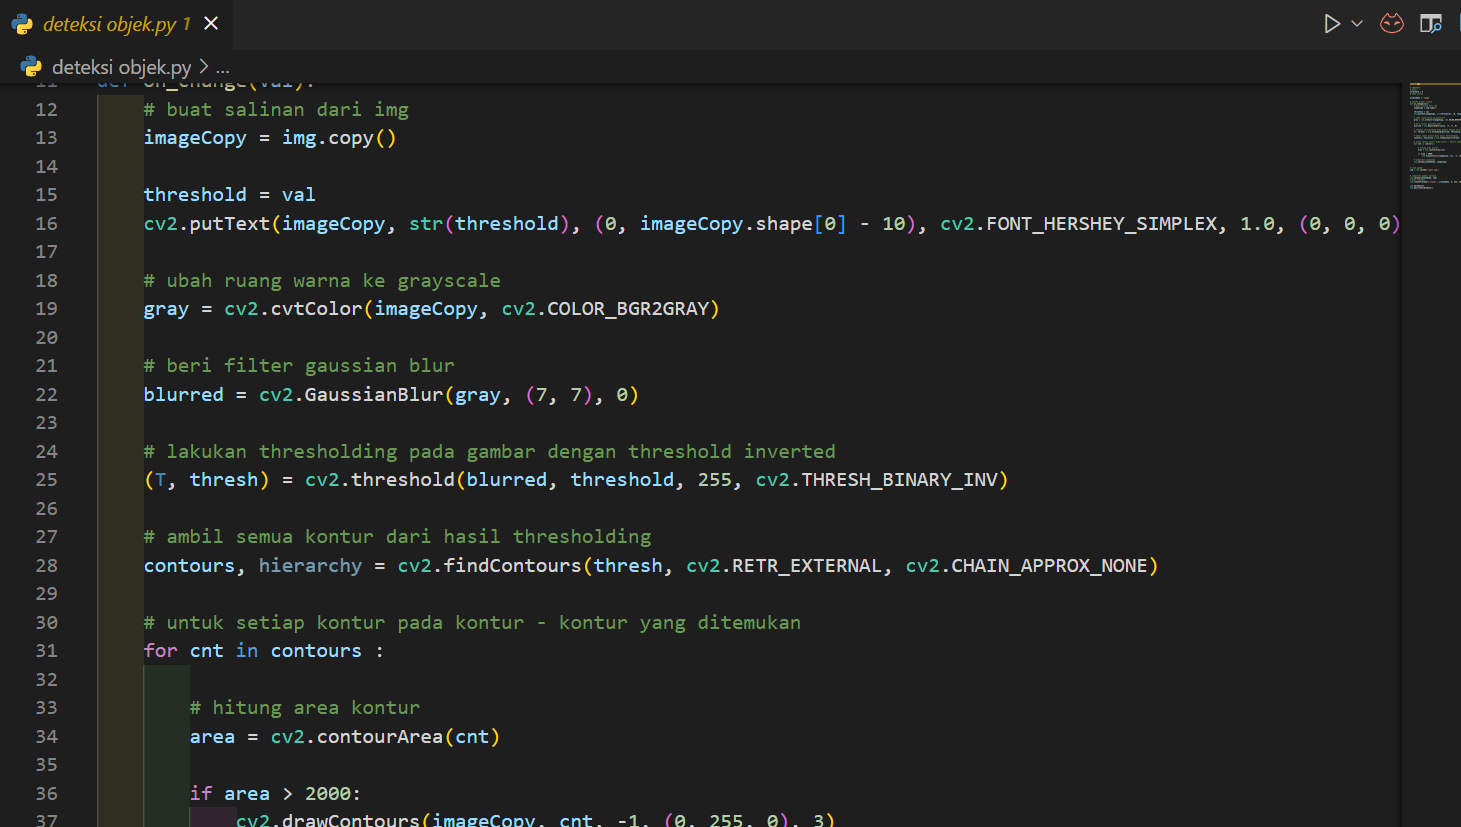 deteksi objek.py 1
deteksi objek.py > ...
11 def on_change(val):
12 # buat salinan dari img
13 imageCopy = img.copy()
14
15 threshold = val
16 cv2.putText(imageCopy, str(threshold), (0, imageCopy.shape[0] - 10), cv2.FONT_HERSHEY_SIMPLEX, 1.0, (0, 0, 0)
17
18 # ubah ruang warna ke grayscale
19 gray = cv2.cvtColor(imageCopy, cv2.COLOR_BGR2GRAY)
20
21 # beri filter gaussian blur
22 blurred = cv2.GaussianBlur(gray, (7, 7), 0)
23
24 # lakukan thresholding pada gambar dengan threshold inverted
25 (T, thresh) = cv2.threshold(blurred, threshold, 255, cv2.THRESH_BINARY_INV)
26
27 # ambil semua kontur dari hasil thresholding
28 contours, hierarchy = cv2.findContours(thresh, cv2.RETR_EXTERNAL, cv2.CHAIN_APPROX_NONE)
29
30 # untuk setiap kontur pada kontur - kontur yang ditemukan
31 for cnt in contours :
32
33 # hitung area kontur
34 area = cv2.contourArea(cnt)
35
36 if area > 2000:
37 cv2.drawContours(imageCopy, cnt, -1, (0, 255, 0), 3)